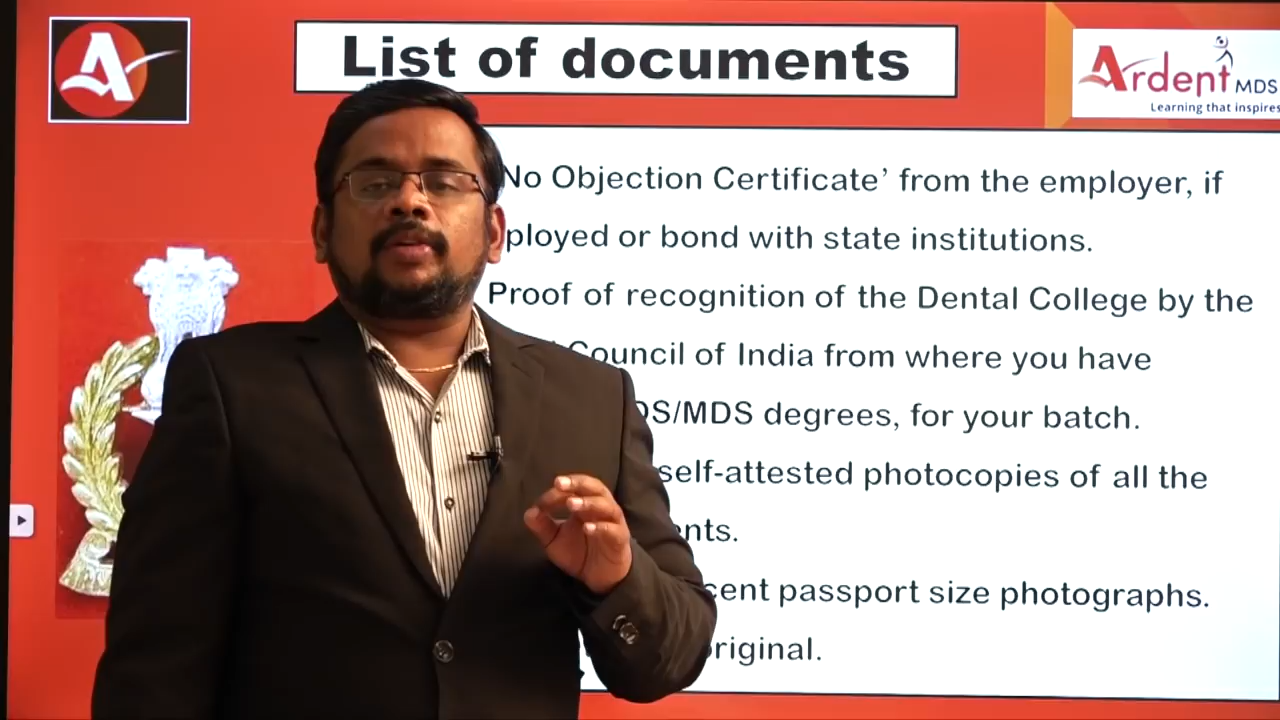 List of documents
Ardent MDS
Learning that inspires
No Objection Certificate’ from the employer, if
ployed or bond with state institutions.
Proof of recognition of the Dental College by the
Council of India from where you have
DS/MDS degrees, for your batch.
self-attested photocopies of all the
ents.
cent passport size photographs.
riginal.